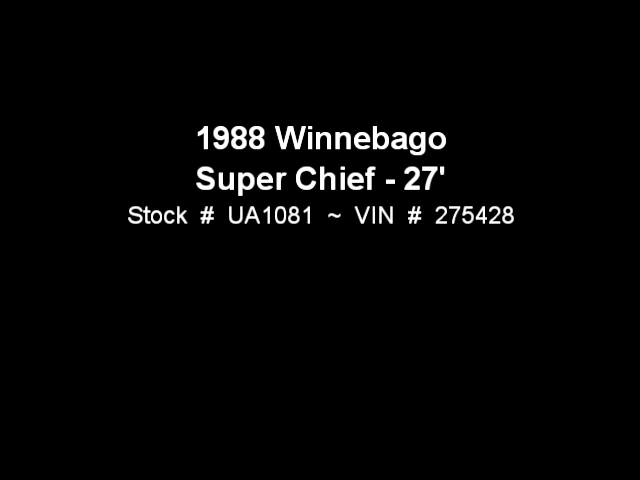 1988 Winnebago
Super Chief - 27'
Stock # UA1081 ~ VIN # 275428